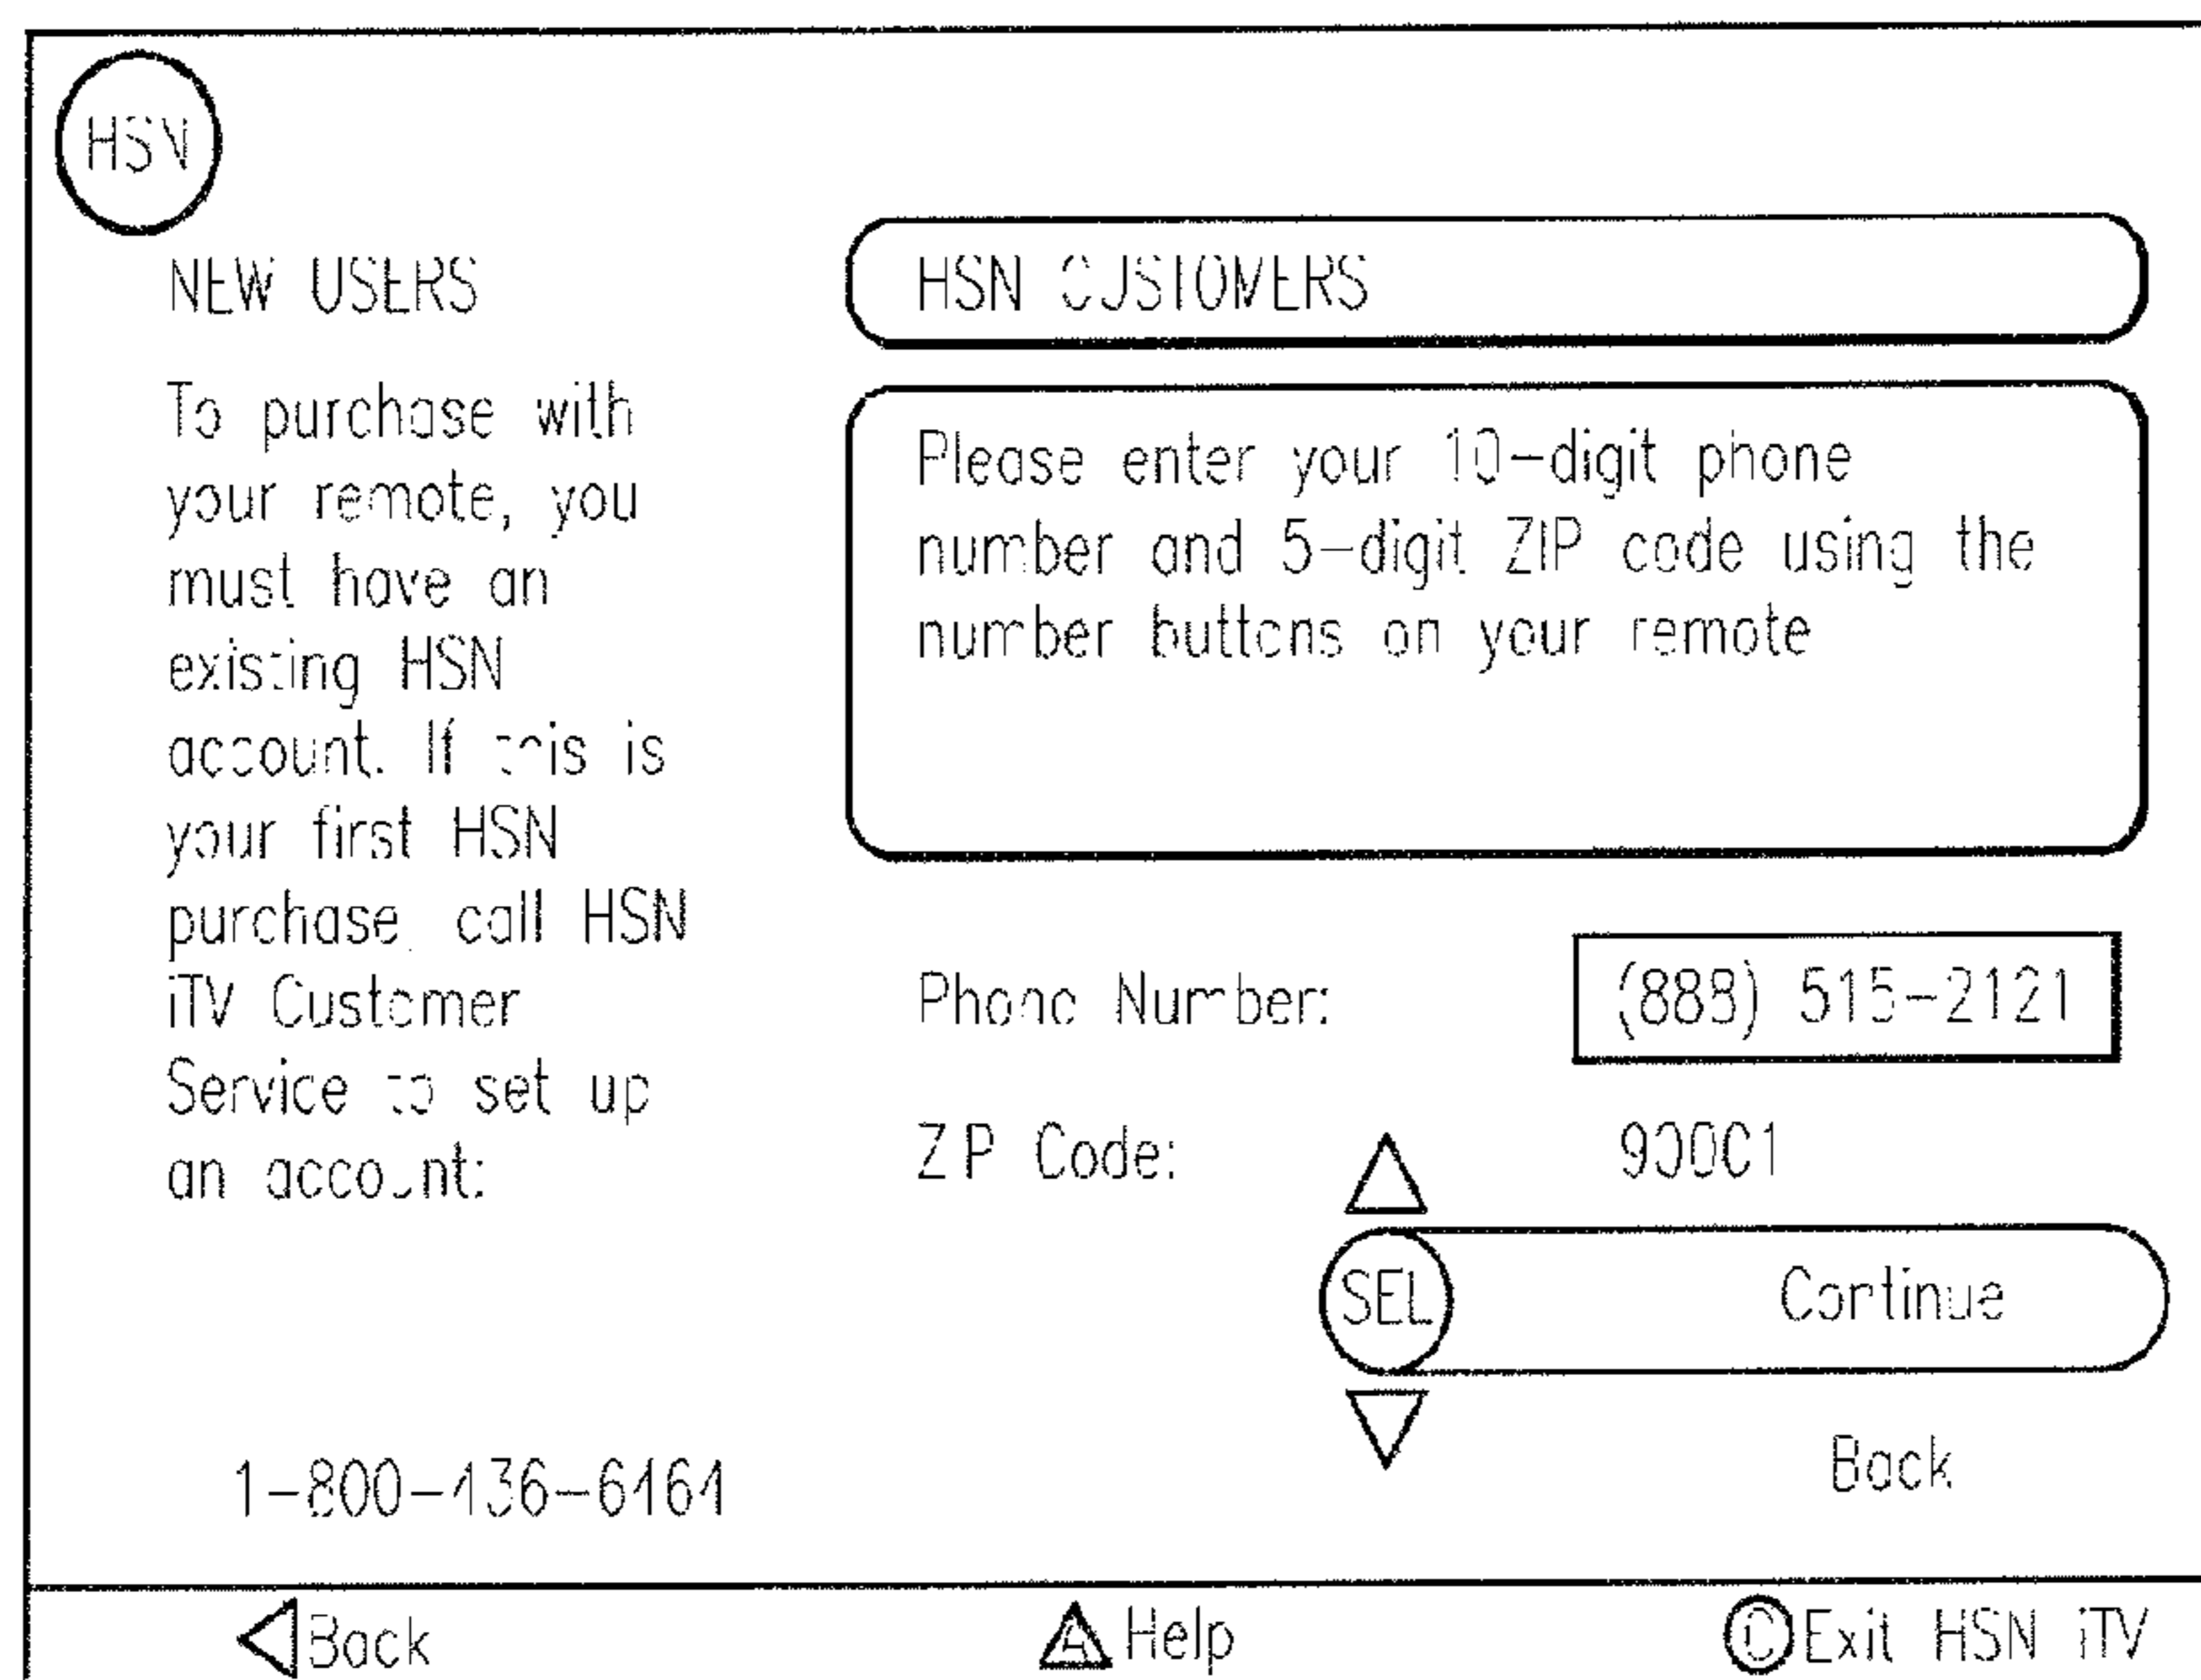 HSN
NEW USERS
To purchase with
your remote, you
must have an
existing HSN
account. If this is
your first HSN
purchase, call HSN
iTV Customer
Service to set up
an account:
1-800-436-6464
HSN CUSTOMERS
Please enter your 10-digit phone
number and 5-digit ZIP code using the
number buttons on your remote
Phone Number: (888) 515-2121
ZIP Code: 90001
SEL Continue
Back
Back A Help C Exit HSN iTV